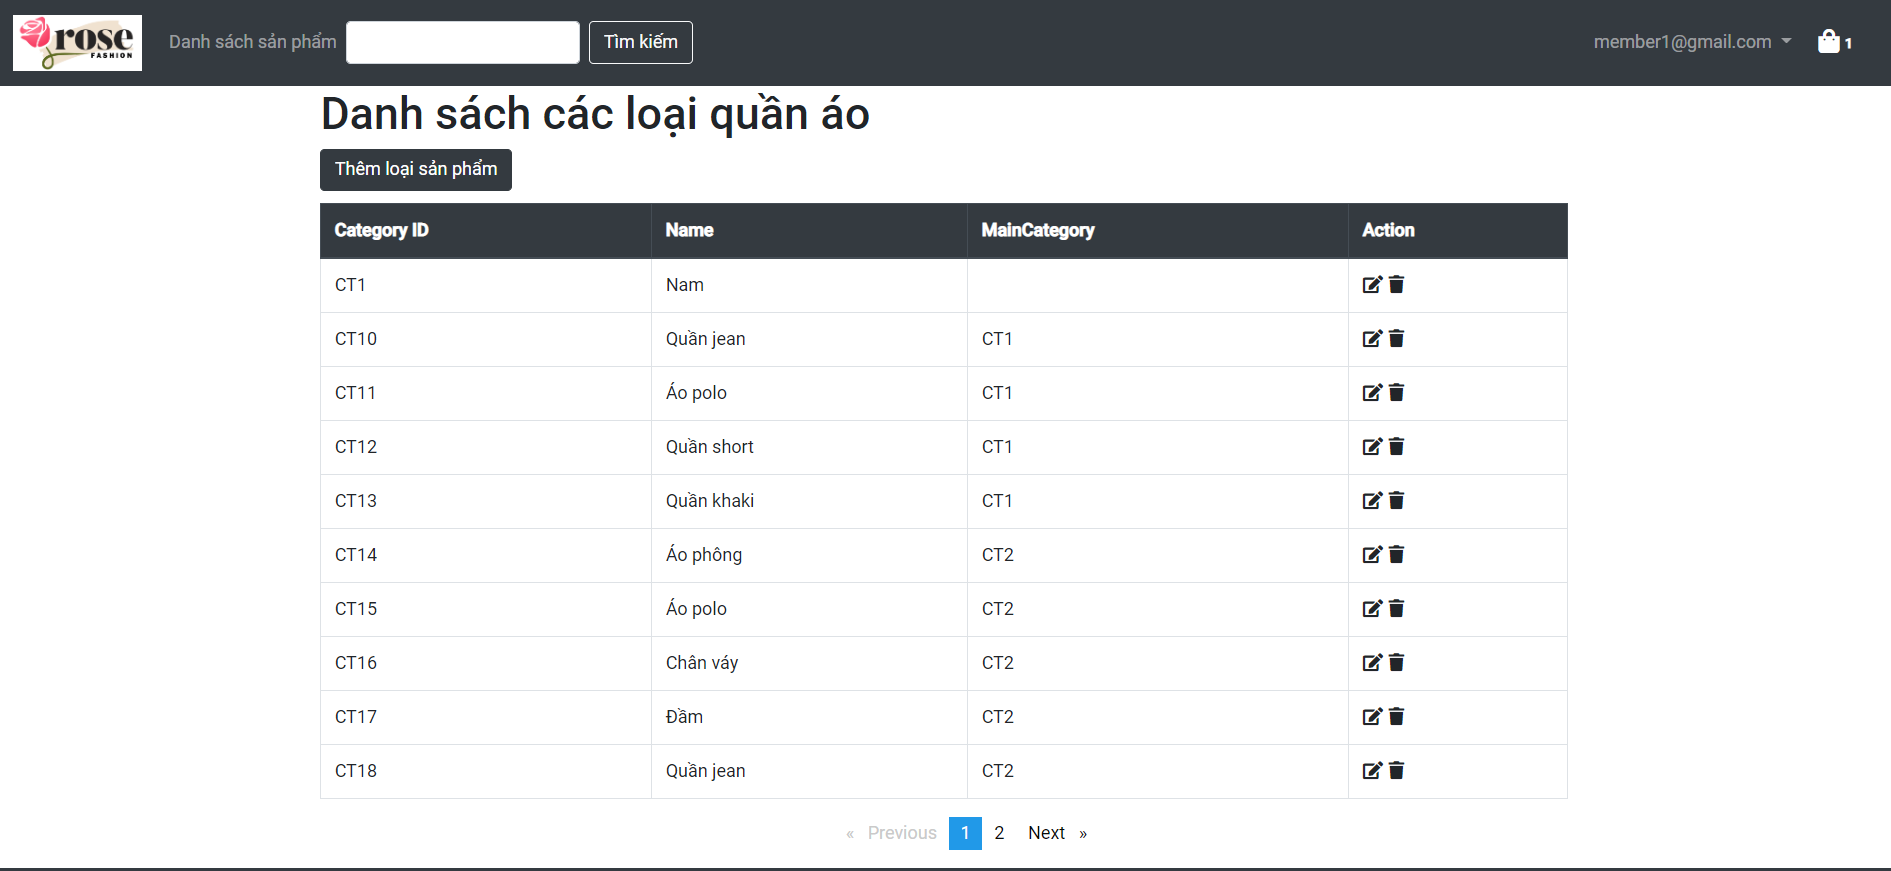 rose
FASHION
Danh sách sản phẩm Tìm kiếm member1@gmail.com 1
Danh sách các loại quần áo
Thêm loại sản phẩm
Category ID Name MainCategory Action
CT1 Nam
CT10 Quần jean CT1
CT11 Áo polo CT1
CT12 Quần short CT1
CT13 Quần khaki CT1
CT14 Áo phông CT2
CT15 Áo polo CT2
CT16 Chân váy CT2
CT17 Đầm CT2
CT18 Quần jean CT2
« Previous 1 2 Next »